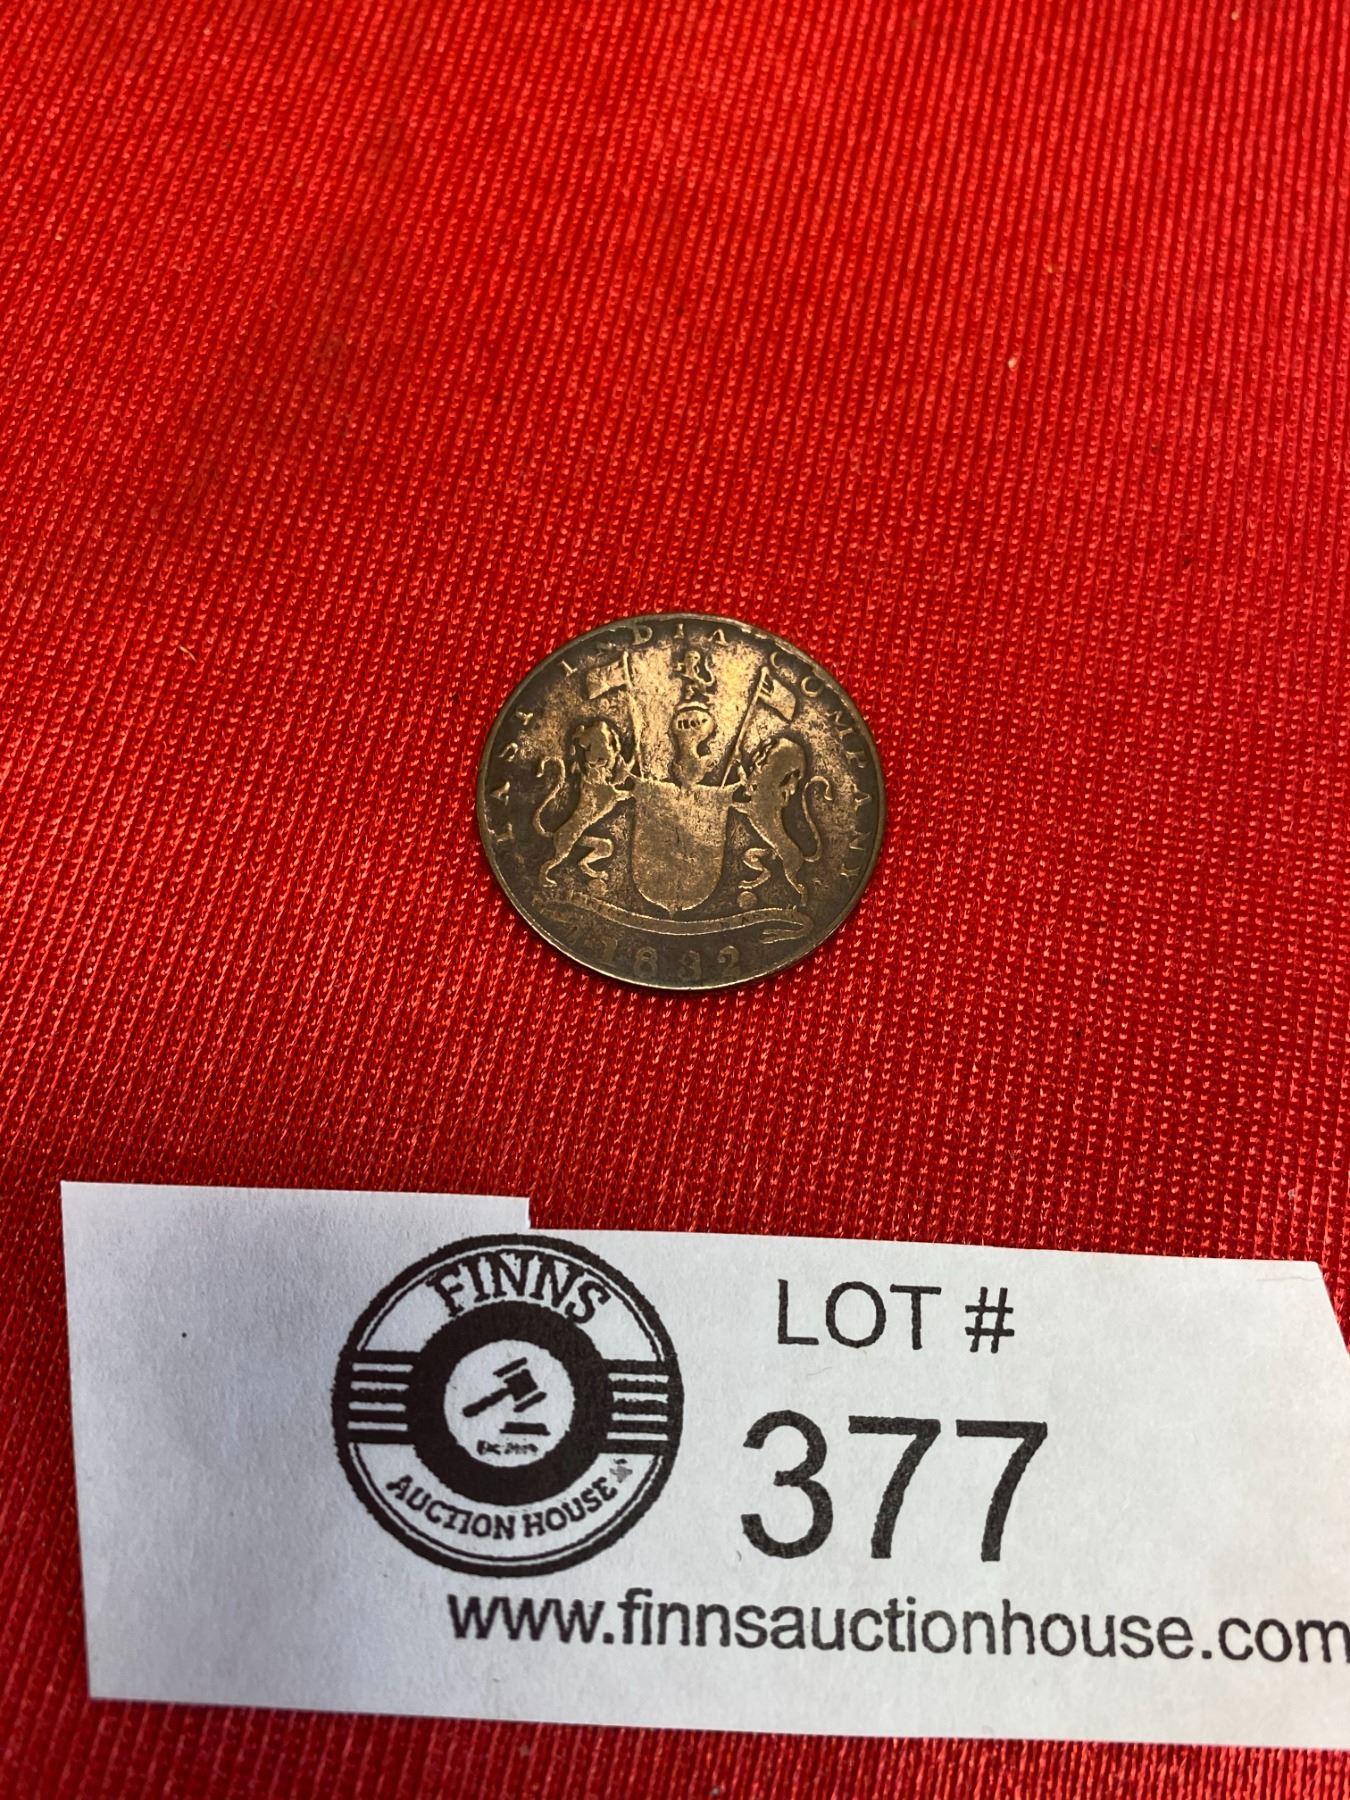 EAST INDIA COMPANY
1832
FINNS
AUCTION HOUSE
LOT #
377
www.finnsauctionhouse.com